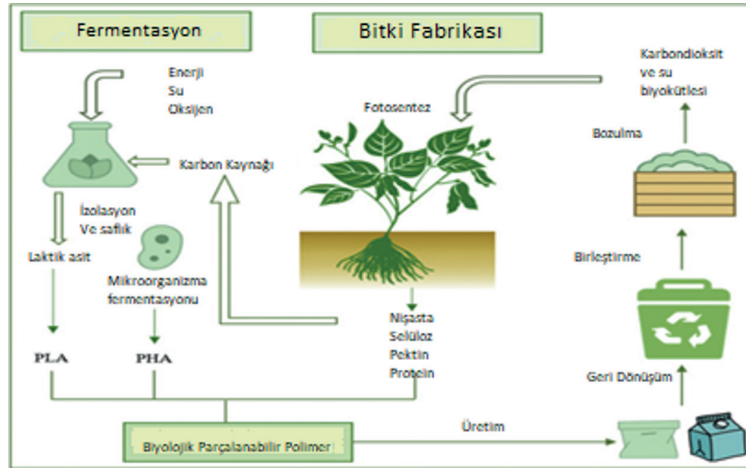 Fermentasyon
Bitki Fabrikası
Enerji
Su
Oksijen
Karbon Kaynağı
İzolasyon
Ve saflık
Laktik asit
Mikroorganizma
fermentasyonu
PLA
PHA
Fotosentez
Nişasta
Selüloz
Pektin
Protein
Biyolojik Parçalanabilir Polimer
Üretim
Geri Dönüşüm
Birleştirme
Bozulma
Karbondioksit
ve su
biyokütlesi